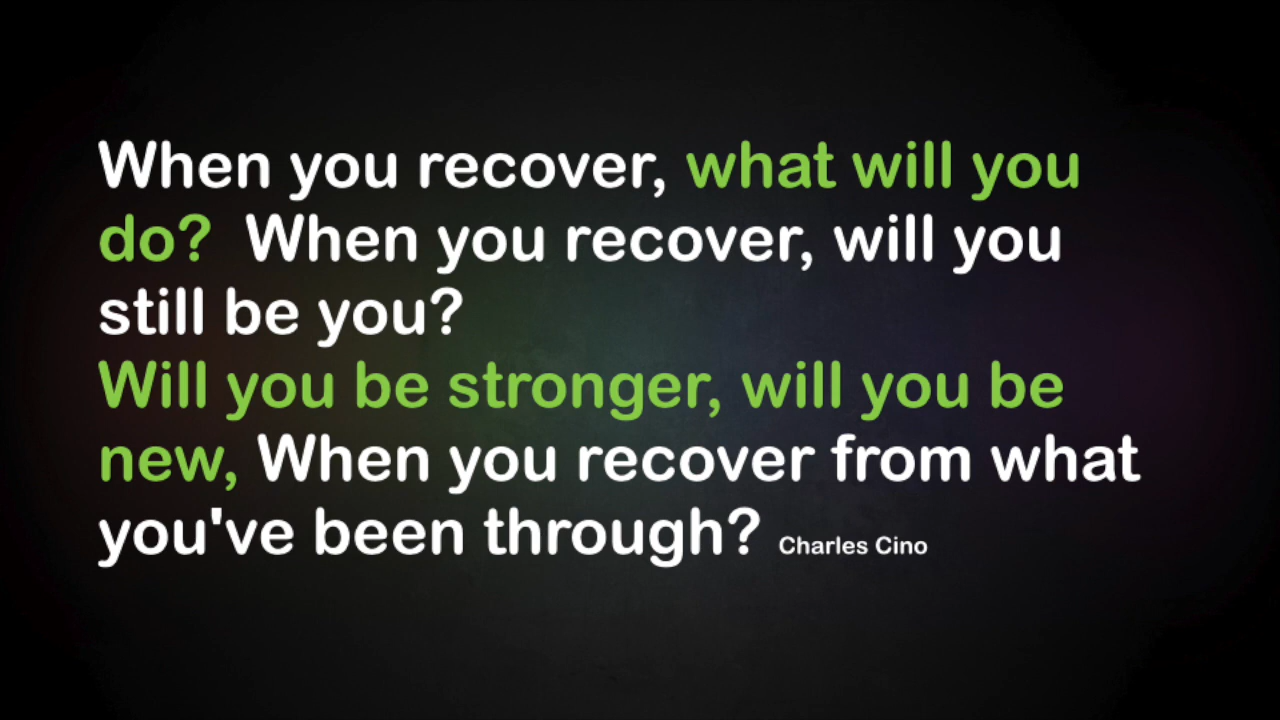 When you recover, what will you
do?  When you recover, will you
still be you?
Will you be stronger, will you be
new, When you recover from what
you've been through? Charles Cino